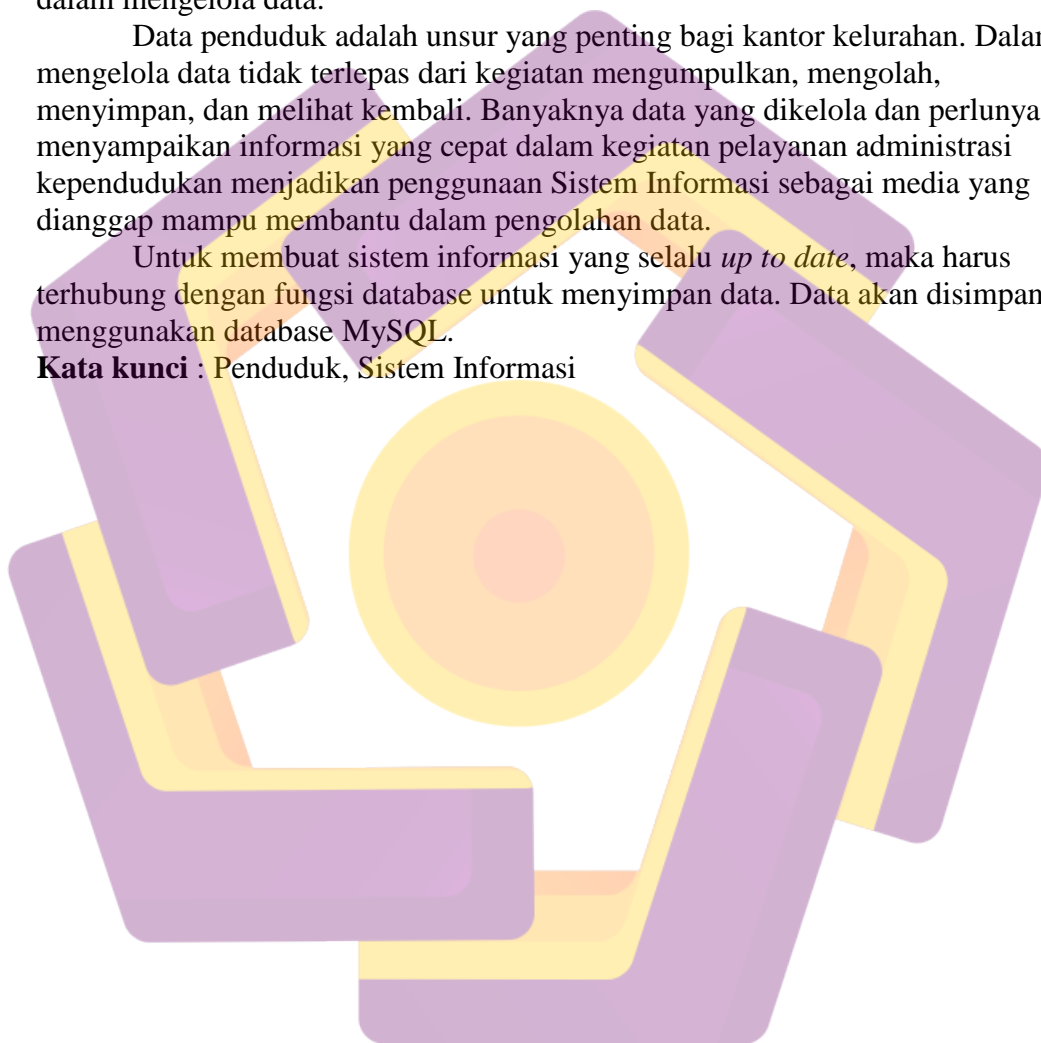 dalam mengelola data.
Data penduduk adalah unsur yang penting bagi kantor kelurahan. Dalam
mengelola data tidak terlepas dari kegiatan mengumpulkan, mengolah,
menyimpan, dan melihat kembali. Banyaknya data yang dikelola dan perlunya
menyampaikan informasi yang cepat dalam kegiatan pelayanan administrasi
kependudukan menjadikan penggunaan Sistem Informasi sebagai media yang
dianggap mampu membantu dalam pengolahan data.
Untuk membuat sistem informasi yang selalu up to date, maka harus
terhubung dengan fungsi database untuk menyimpan data. Data akan disimpan
menggunakan database MySQL.
Kata kunci : Penduduk, Sistem Informasi